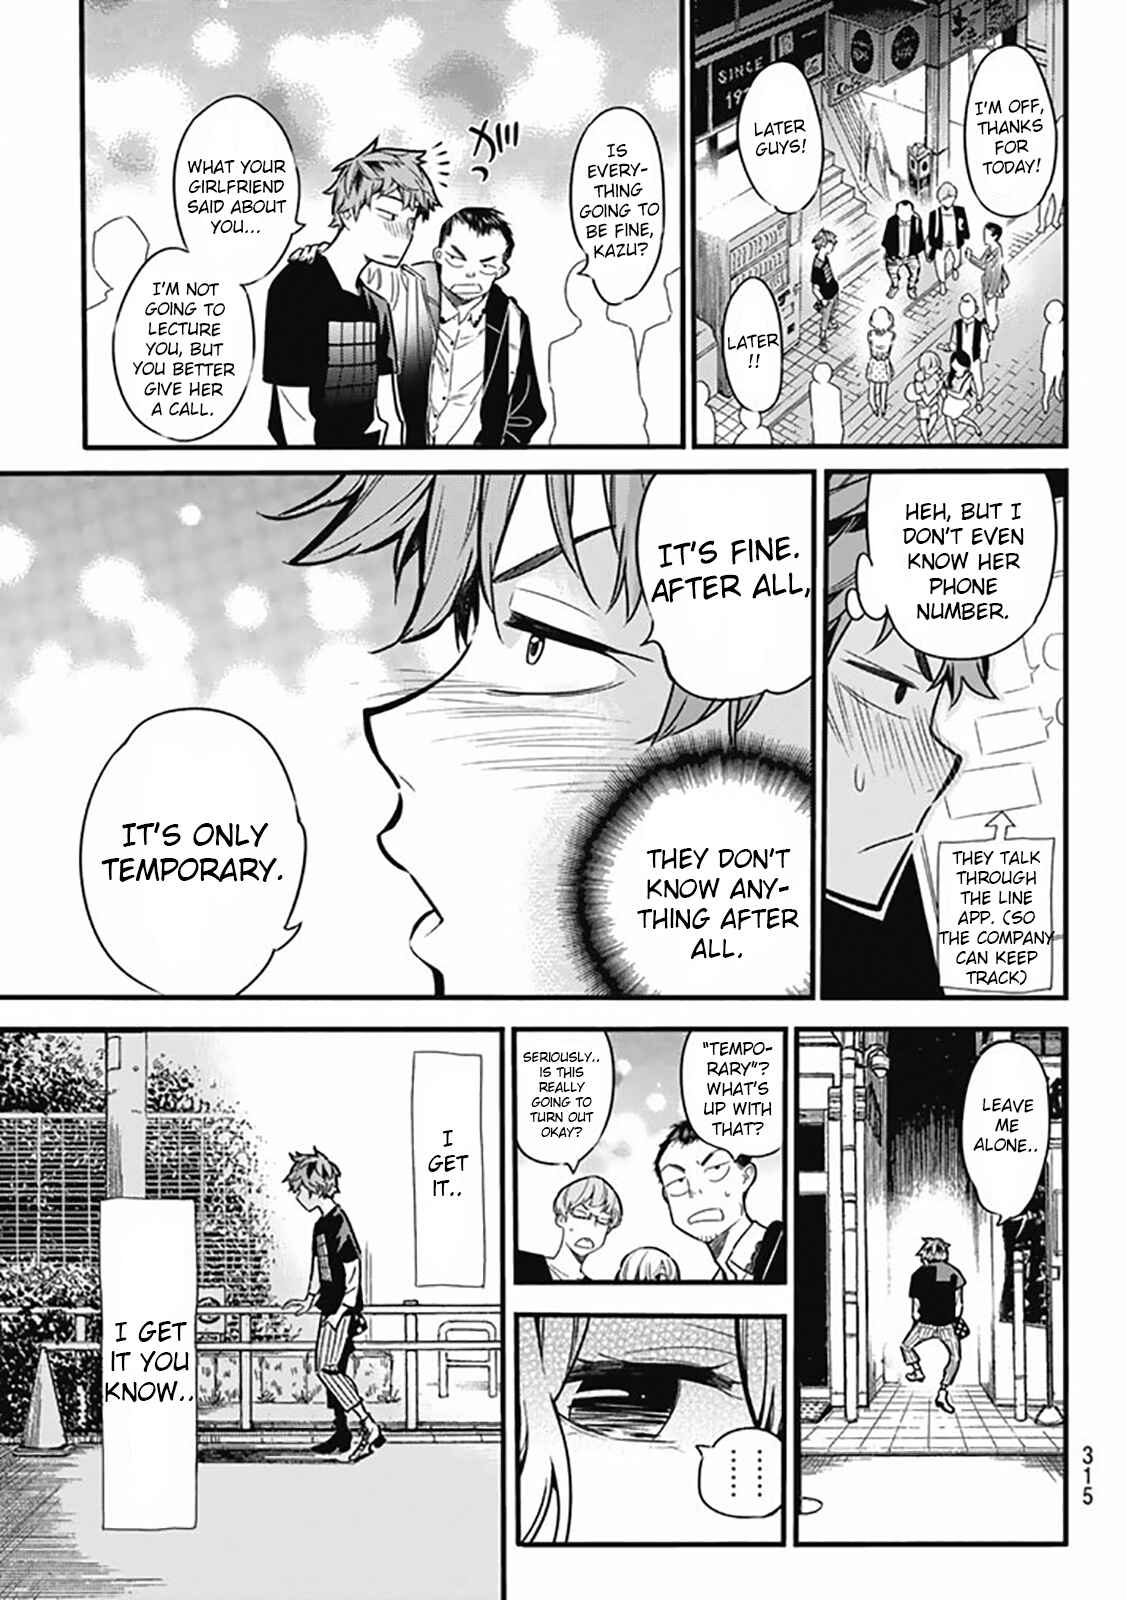 I'M OFF,
THANKS
FOR
TODAY!
LATER
GUYS!
LATER
!!
SINCE
IS
EVERY-
THING
GOING TO
BE FINE,
KAZU?
WHAT YOUR
GIRLFRIEND
SAID ABOUT
YOU...
I'M NOT
GOING TO
LECTURE
YOU, BUT
YOU BETTER
GIVE HER
A CALL.
HEH, BUT I
DON'T EVEN
KNOW HER
PHONE
NUMBER.
THEY TALK
THROUGH
THE LINE
APP. (SO
THE COMPANY
CAN KEEP
TRACK)
IT'S FINE.
AFTER ALL,
THEY DON'T
KNOW ANY-
THING AFTER
ALL.
IT'S ONLY
TEMPORARY.
LEAVE
ME
ALONE..
"TEMPO-
RARY"?
WHAT'S
UP WITH
THAT?
SERIOUSLY..
IS THIS
REALLY
GOING TO
TURN OUT
OKAY?
I
GET
IT..
I GET
IT YOU
KNOW..
315